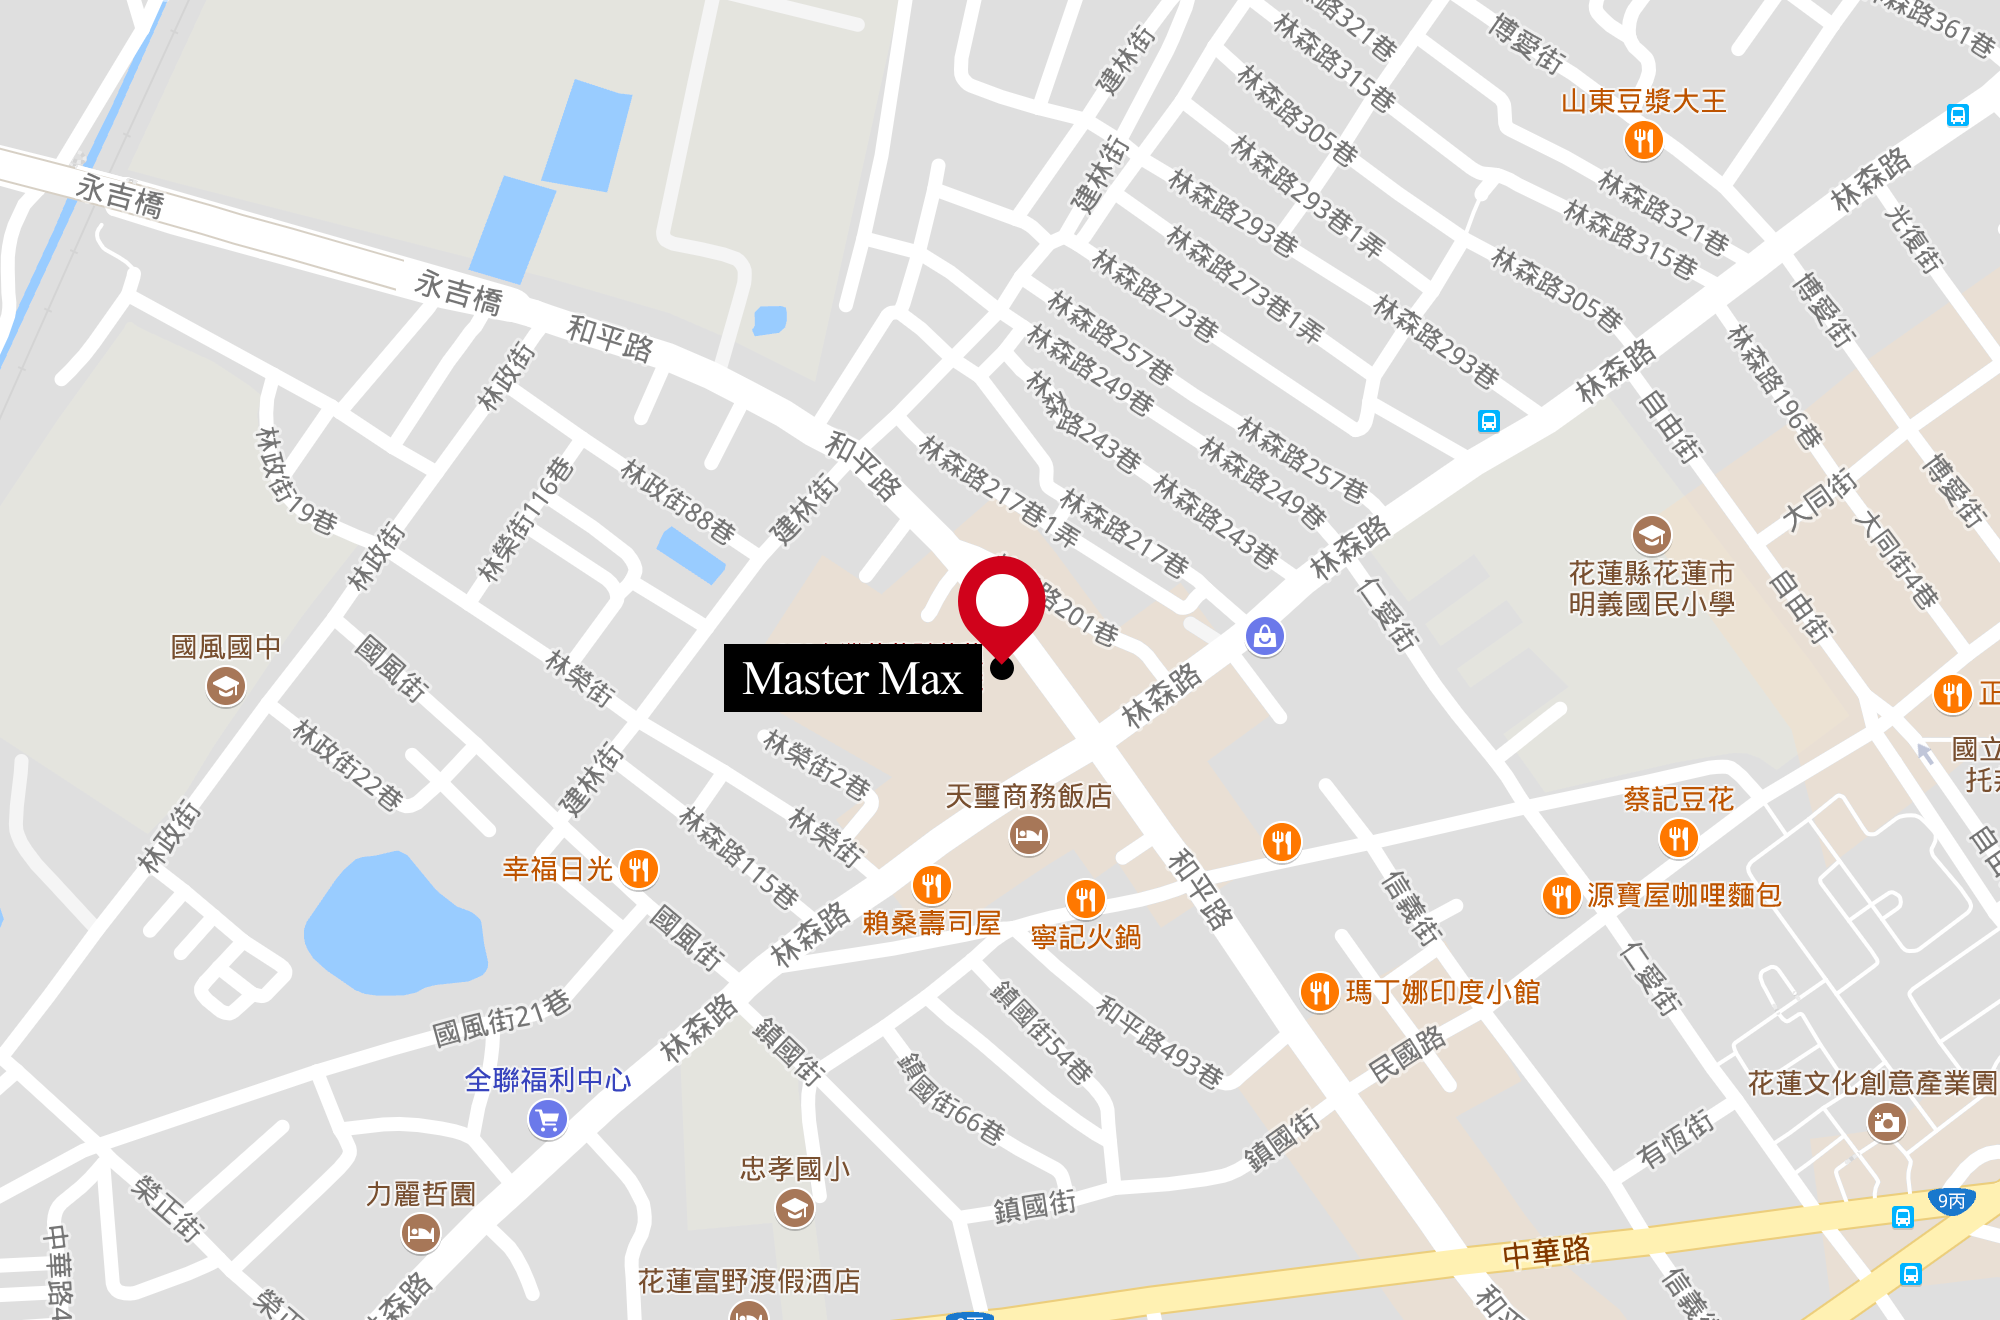 林森路321巷
林森路315巷
博愛街
林森路361巷
建林街
林森路305巷
山東豆漿大王
林森路293巷1弄
建林街
林森路293巷
林森路321巷
林森路315巷
林森路
光復街
永吉橋
林森路273巷1弄
林森路273巷
林森路305巷
永吉橋
林森路257巷
林森路293巷
博愛街
和平路
林森路249巷
林政街
林森路
林森路196巷
林森路243巷
自由街
林森路257巷
林森路249巷
和平路
林政街19巷
林榮街116巷
林政街88巷
林森路217巷1弄
林森路243巷
大同街
博愛街
建林街
林森路217巷
林森路
大同街4巷
林政街
花蓮縣花蓮市
明義國民小學
自由街
仁愛街
路201巷
國風國中
國風街
林榮街
Master Max
林森路
正
國立
林政街22巷
建林街
林榮街2巷
天璽商務飯店
蔡記豆花
林政街
林森路115巷
林榮街
幸福日光
和平路
信義街
源寶屋咖哩麵包
賴桑壽司屋
寧記火鍋
國風街
林森路
仁愛街
瑪丁娜印度小館
國風街21巷
林森路
鎮國街
鎮國街54巷
和平路493巷
民國路
全聯福利中心
鎮國街66巷
花蓮文化創意產業園
鎮國街
有恆街
忠孝國小
力麗哲園
榮正街
鎮國街
9丙
中華路
中華路4
花蓮富野渡假酒店
林森路
榮正
信義街
和平